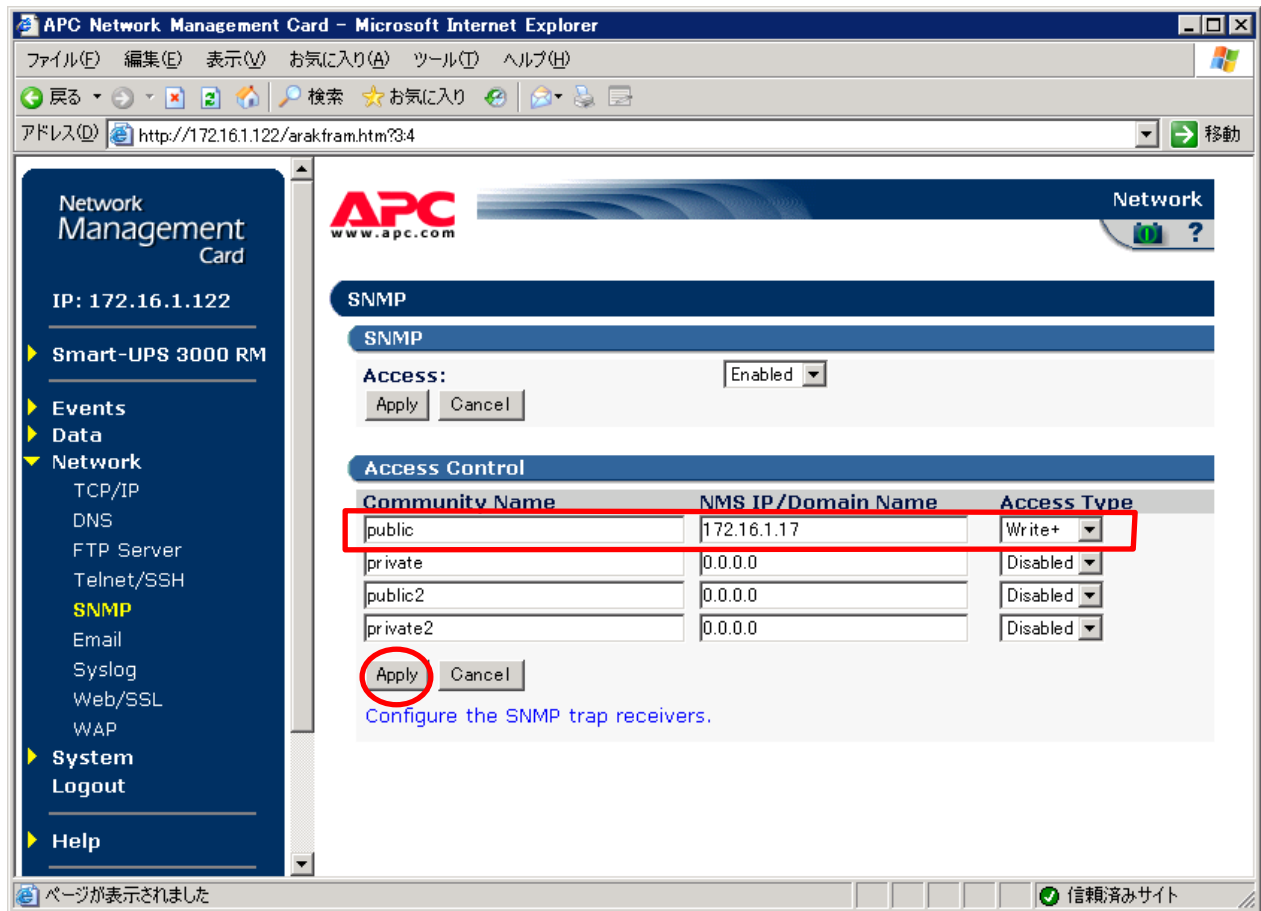 APC Network Management Card - Microsoft Internet Explorer
ファイル(F) 編集(E) 表示(V) お気に入り(A) ツール(T) ヘルプ(H)
戻る 検索 お気に入り
アドレス(D) http://172.16.1.122/arakfram.htm?3:4 移動
Network
Management
Card
IP: 172.16.1.122
Smart-UPS 3000 RM
Events
Data
Network
TCP/IP
DNS
FTP Server
Telnet/SSH
SNMP
Email
Syslog
Web/SSL
WAP
System
Logout
Help
APC
www.apc.com
Network
?
SNMP
SNMP
Access: Enabled
Apply Cancel
Access Control
Community Name NMS IP/Domain Name Access Type
public 172.16.1.17 Write+
private 0.0.0.0 Disabled
public2 0.0.0.0 Disabled
private2 0.0.0.0 Disabled
Apply Cancel
Configure the SNMP trap receivers.
ページが表示されました 信頼済みサイト